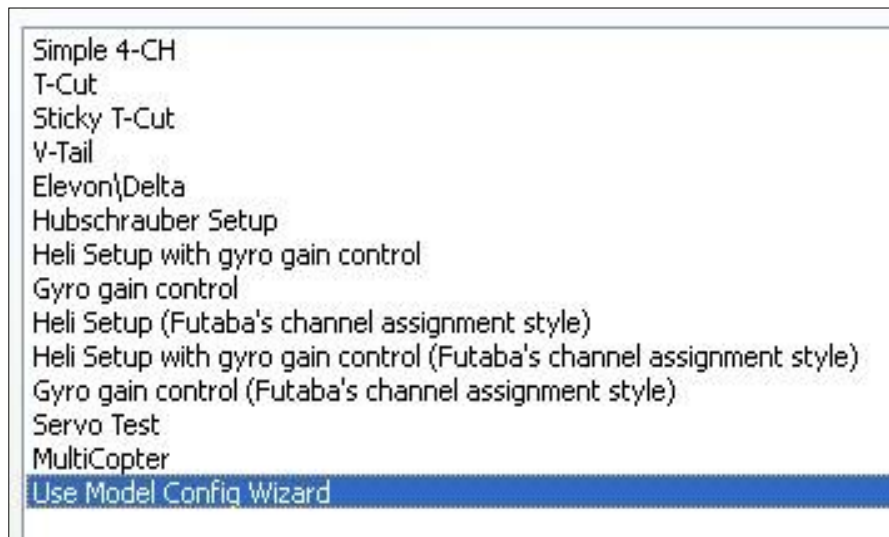 Simple 4-CH
T-Cut
Sticky T-Cut
V-Tail
Elevon\Delta
Hubschrauber Setup
Heli Setup with gyro gain control
Gyro gain control
Heli Setup (Futaba's channel assignment style)
Heli Setup with gyro gain control (Futaba's channel assignment style)
Gyro gain control (Futaba's channel assignment style)
Servo Test
MultiCopter
Use Model Config Wizard